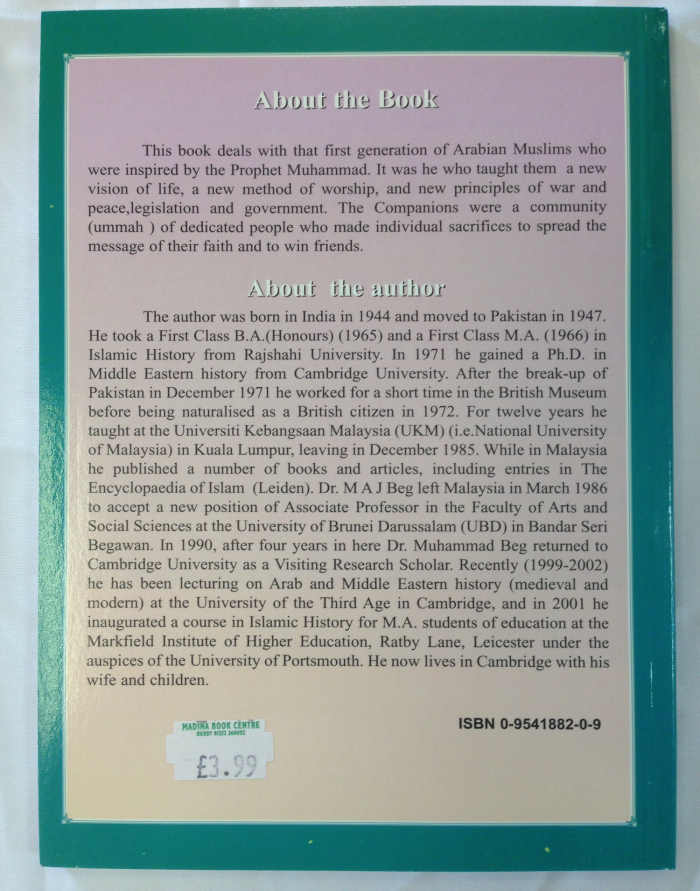 About the Book
This book deals with that first generation of Arabian Muslims who
were inspired by the Prophet Muhammad. It was he who taught them a new
vision of life, a new method of worship, and new principles of war and
peace,legislation and government. The Companions were a community
(ummah ) of dedicated people who made individual sacrifices to spread the
message of their faith and to win friends.
About the author
The author was born in India in 1944 and moved to Pakistan in 1947.
He took a First Class B.A.(Honours) (1965) and a First Class M.A. (1966) in
Islamic History from Rajshahi University. In 1971 he gained a Ph.D. in
Middle Eastern history from Cambridge University. After the break-up of
Pakistan in December 1971 he worked for a short time in the British Museum
before being naturalised as a British citizen in 1972. For twelve years he
taught at the Universiti Kebangsaan Malaysia (UKM) (i.e.National University
of Malaysia) in Kuala Lumpur, leaving in December 1985. While in Malaysia
he published a number of books and articles, including entries in The
Encyclopaedia of Islam (Leiden). Dr. M A J Beg left Malaysia in March 1986
to accept a new position of Associate Professor in the Faculty of Arts and
Social Sciences at the University of Brunei Darussalam (UBD) in Bandar Seri
Begawan. In 1990, after four years in here Dr. Muhammad Beg returned to
Cambridge University as a Visiting Research Scholar. Recently (1999-2002)
he has been lecturing on Arab and Middle Eastern history (medieval and
modern) at the University of the Third Age in Cambridge, and in 2001 he
inaugurated a course in Islamic History for M.A. students of education at the
Markfield Institute of Higher Education, Ratby Lane, Leicester under the
auspices of the University of Portsmouth. He now lives in Cambridge with his
wife and children.
ISBN 0-9541882-0-9
MADINA BOOK CENTRE
DERBY 01332
£3.99